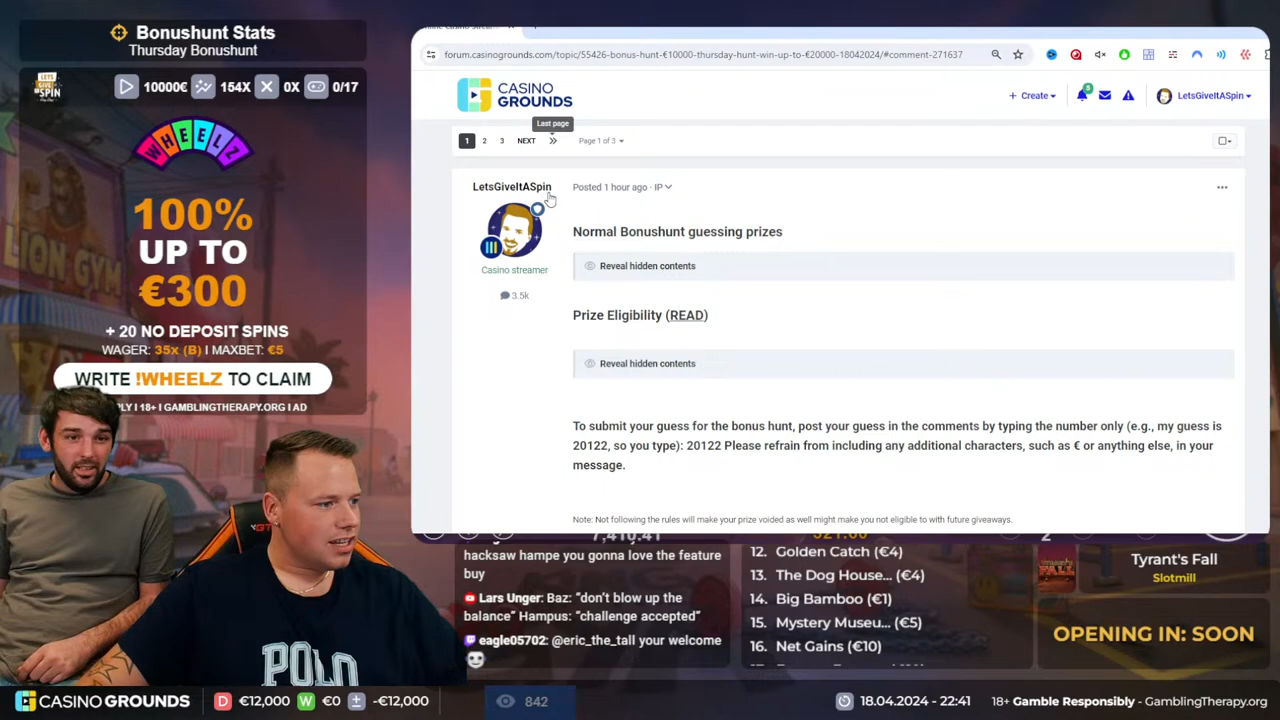 Bonushunt Stats
Thursday Bonushunt
LETS GIVE IT A SPIN
10000€ 154X 0X 0/17
WHEELZ
100%
UP TO
€300
+ 20 NO DEPOSIT SPINS
WAGER: 35x (B) I MAXBET: €5
WRITE !WHEELZ TO CLAIM
PLY I 18+ I GAMBLINGTHERAPY.ORG I AD
LION GYM
forum.casinogrounds.com/topic/55426-bonus-hunt-€10000-thursday-hunt-win-up-to-€20000-18042024/#comment-271637
CASINO
GROUNDS
+ Create
LetsGiveItASpin
Last page
1 2 3 NEXT
Page 1 of 3
LetsGiveItASpin
Posted 1 hour ago · IP
Casino streamer
3.5k
Normal Bonushunt guessing prizes
Reveal hidden contents
Prize Eligibility (READ)
Reveal hidden contents
To submit your guess for the bonus hunt, post your guess in the comments by typing the number only (e.g., my guess is
20122, so you type): 20122 Please refrain from including any additional characters, such as € or anything else, in your
message.
Note: Not following the rules will make your prize voided as well might make you not eligible to with future giveaways.
hacksaw hampe you gonna love the feature
buy
Lars Unger: Baz: “don’t blow up the
balance” Hampus: “challenge accepted”
eagle05702: @eric_the_tall your welcome
12. Golden Catch (€4)
13. The Dog House... (€4)
14. Big Bamboo (€1)
15. Mystery Museu... (€5)
16. Net Gains (€10)
Tyrant's Fall
Slotmill
OPENING IN: SOON
POLO
CASINOGROUNDS
D €12,000 W €0 ± -€12,000
842
18.04.2024 - 22:41
18+ Gamble Responsibly - GamblingTherapy.org